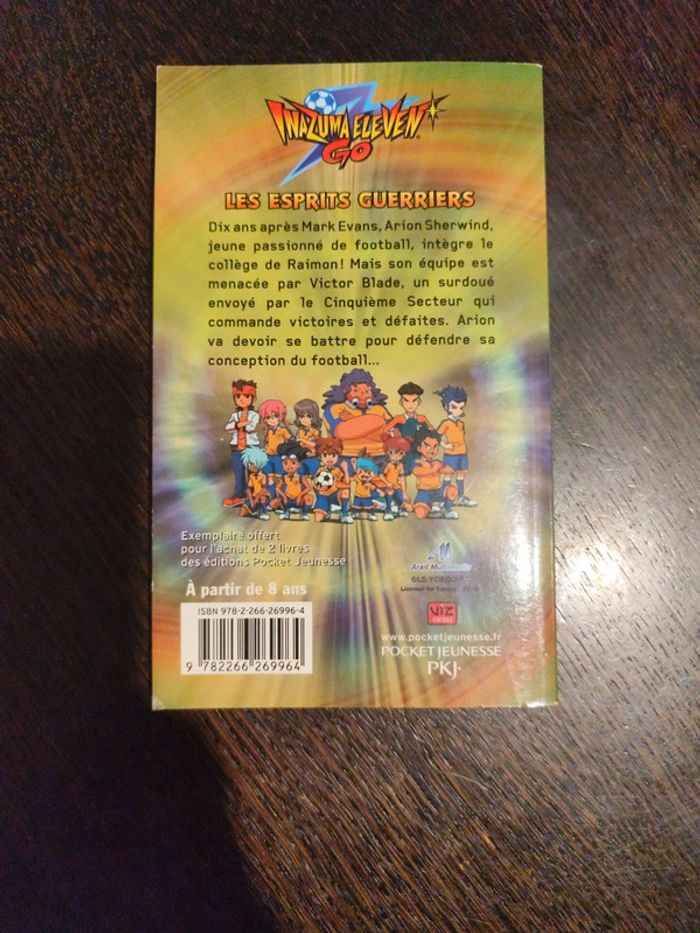 INAZUMA ELEVEN
GO
LES ESPRITS GUERRIERS
Dix ans après Mark Evans, Arion Sherwind,
jeune passionné de football, intègre le
collège de Raimon! Mais son équipe est
menacée par Victor Blade, un surdoué
envoyé par le Cinquième Secteur qui
commande victoires et défaites. Arion
va devoir se battre pour défendre sa
conception du football...
Exemplaire offert
pour l'achat de 2 livres
des éditions Pocket Jeunesse
À partir de 8 ans
ISBN 978-2-266-26996-4
9 782266 269964
Arait Multimedia
VIZ
www.pocketjeunesse.fr
POCKET JEUNESSE
PKJ·